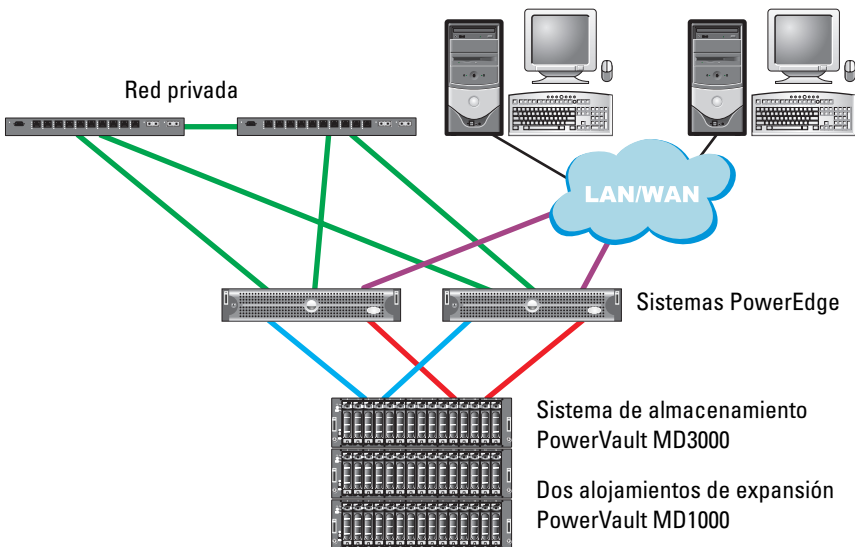 Red privada
LAN/WAN
Sistemas PowerEdge
Sistema de almacenamiento
PowerVault MD3000
Dos alojamientos de expansión
PowerVault MD1000